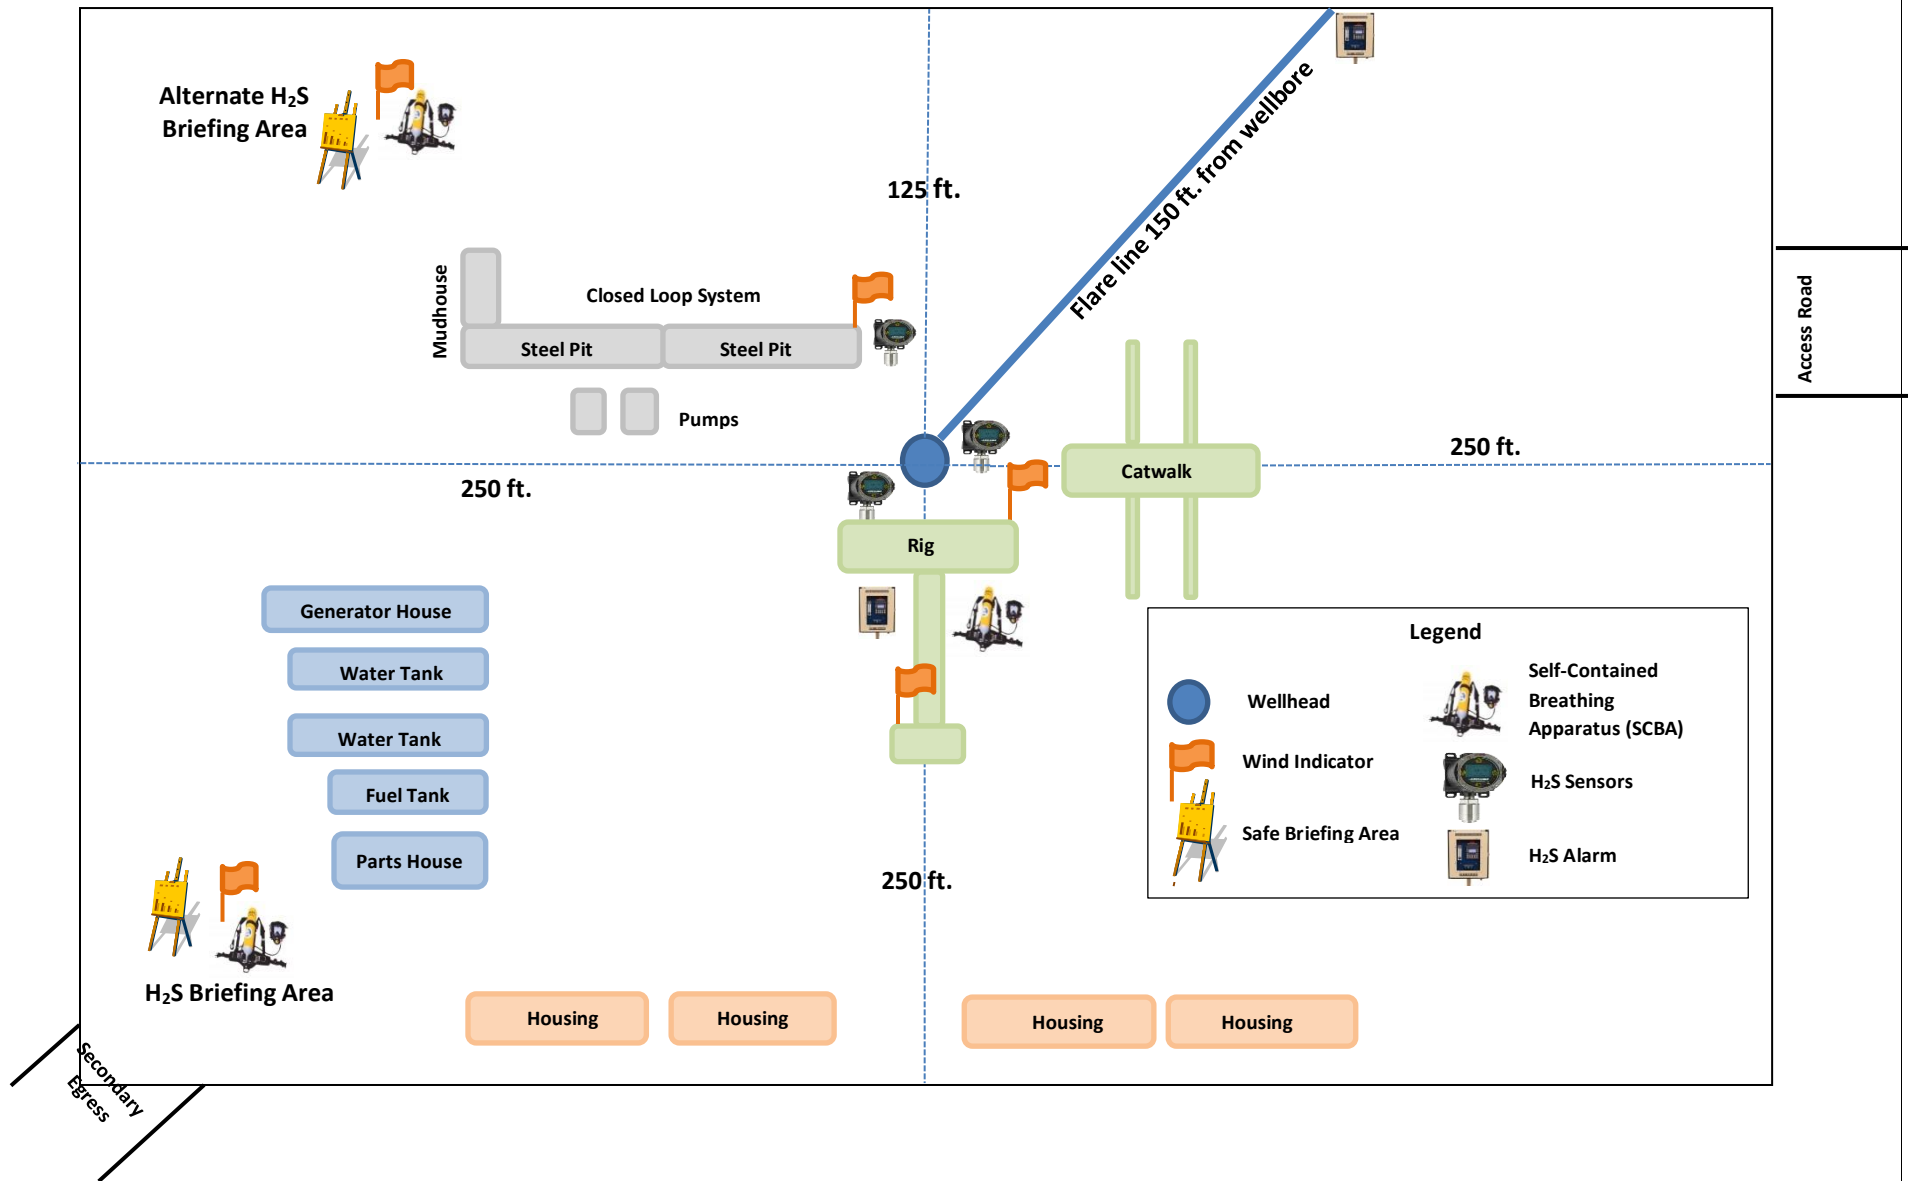 Alternate H₂S
Briefing Area
125 ft.
Flare line 150 ft. from wellbore
Mudhouse
Closed Loop System
Steel Pit
Steel Pit
Pumps
Access Road
250 ft.
250 ft.
Catwalk
Rig
Generator House
Water Tank
Water Tank
Fuel Tank
Parts House
250 ft.
H₂S Briefing Area
Housing
Housing
Housing
Housing
Secondary
Egress
Legend
Wellhead
Wind Indicator
Safe Briefing Area
Self-Contained
Breathing
Apparatus (SCBA)
H₂S Sensors
H₂S Alarm